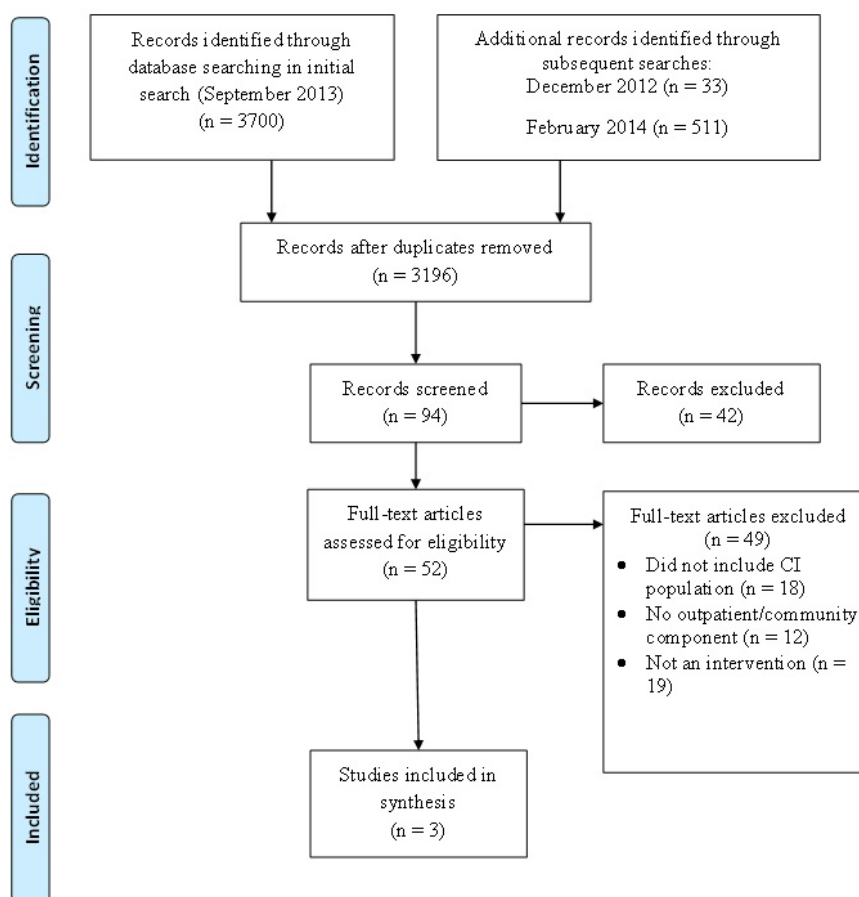 Identification
Records identified through
database searching in initial
search (September 2013)
(n = 3700)
Additional records identified through
subsequent searches:
December 2012 (n = 33)
February 2014 (n = 511)
Records after duplicates removed
(n = 3196)
Screening
Records screened
(n = 94)
Records excluded
(n = 42)
Eligibility
Full-text articles
assessed for eligibility
(n = 52)
Full-text articles excluded
(n = 49)
• Did not include CI
population (n = 18)
• No outpatient/community
component (n = 12)
• Not an intervention (n =
19)
Included
Studies included in
synthesis
(n = 3)